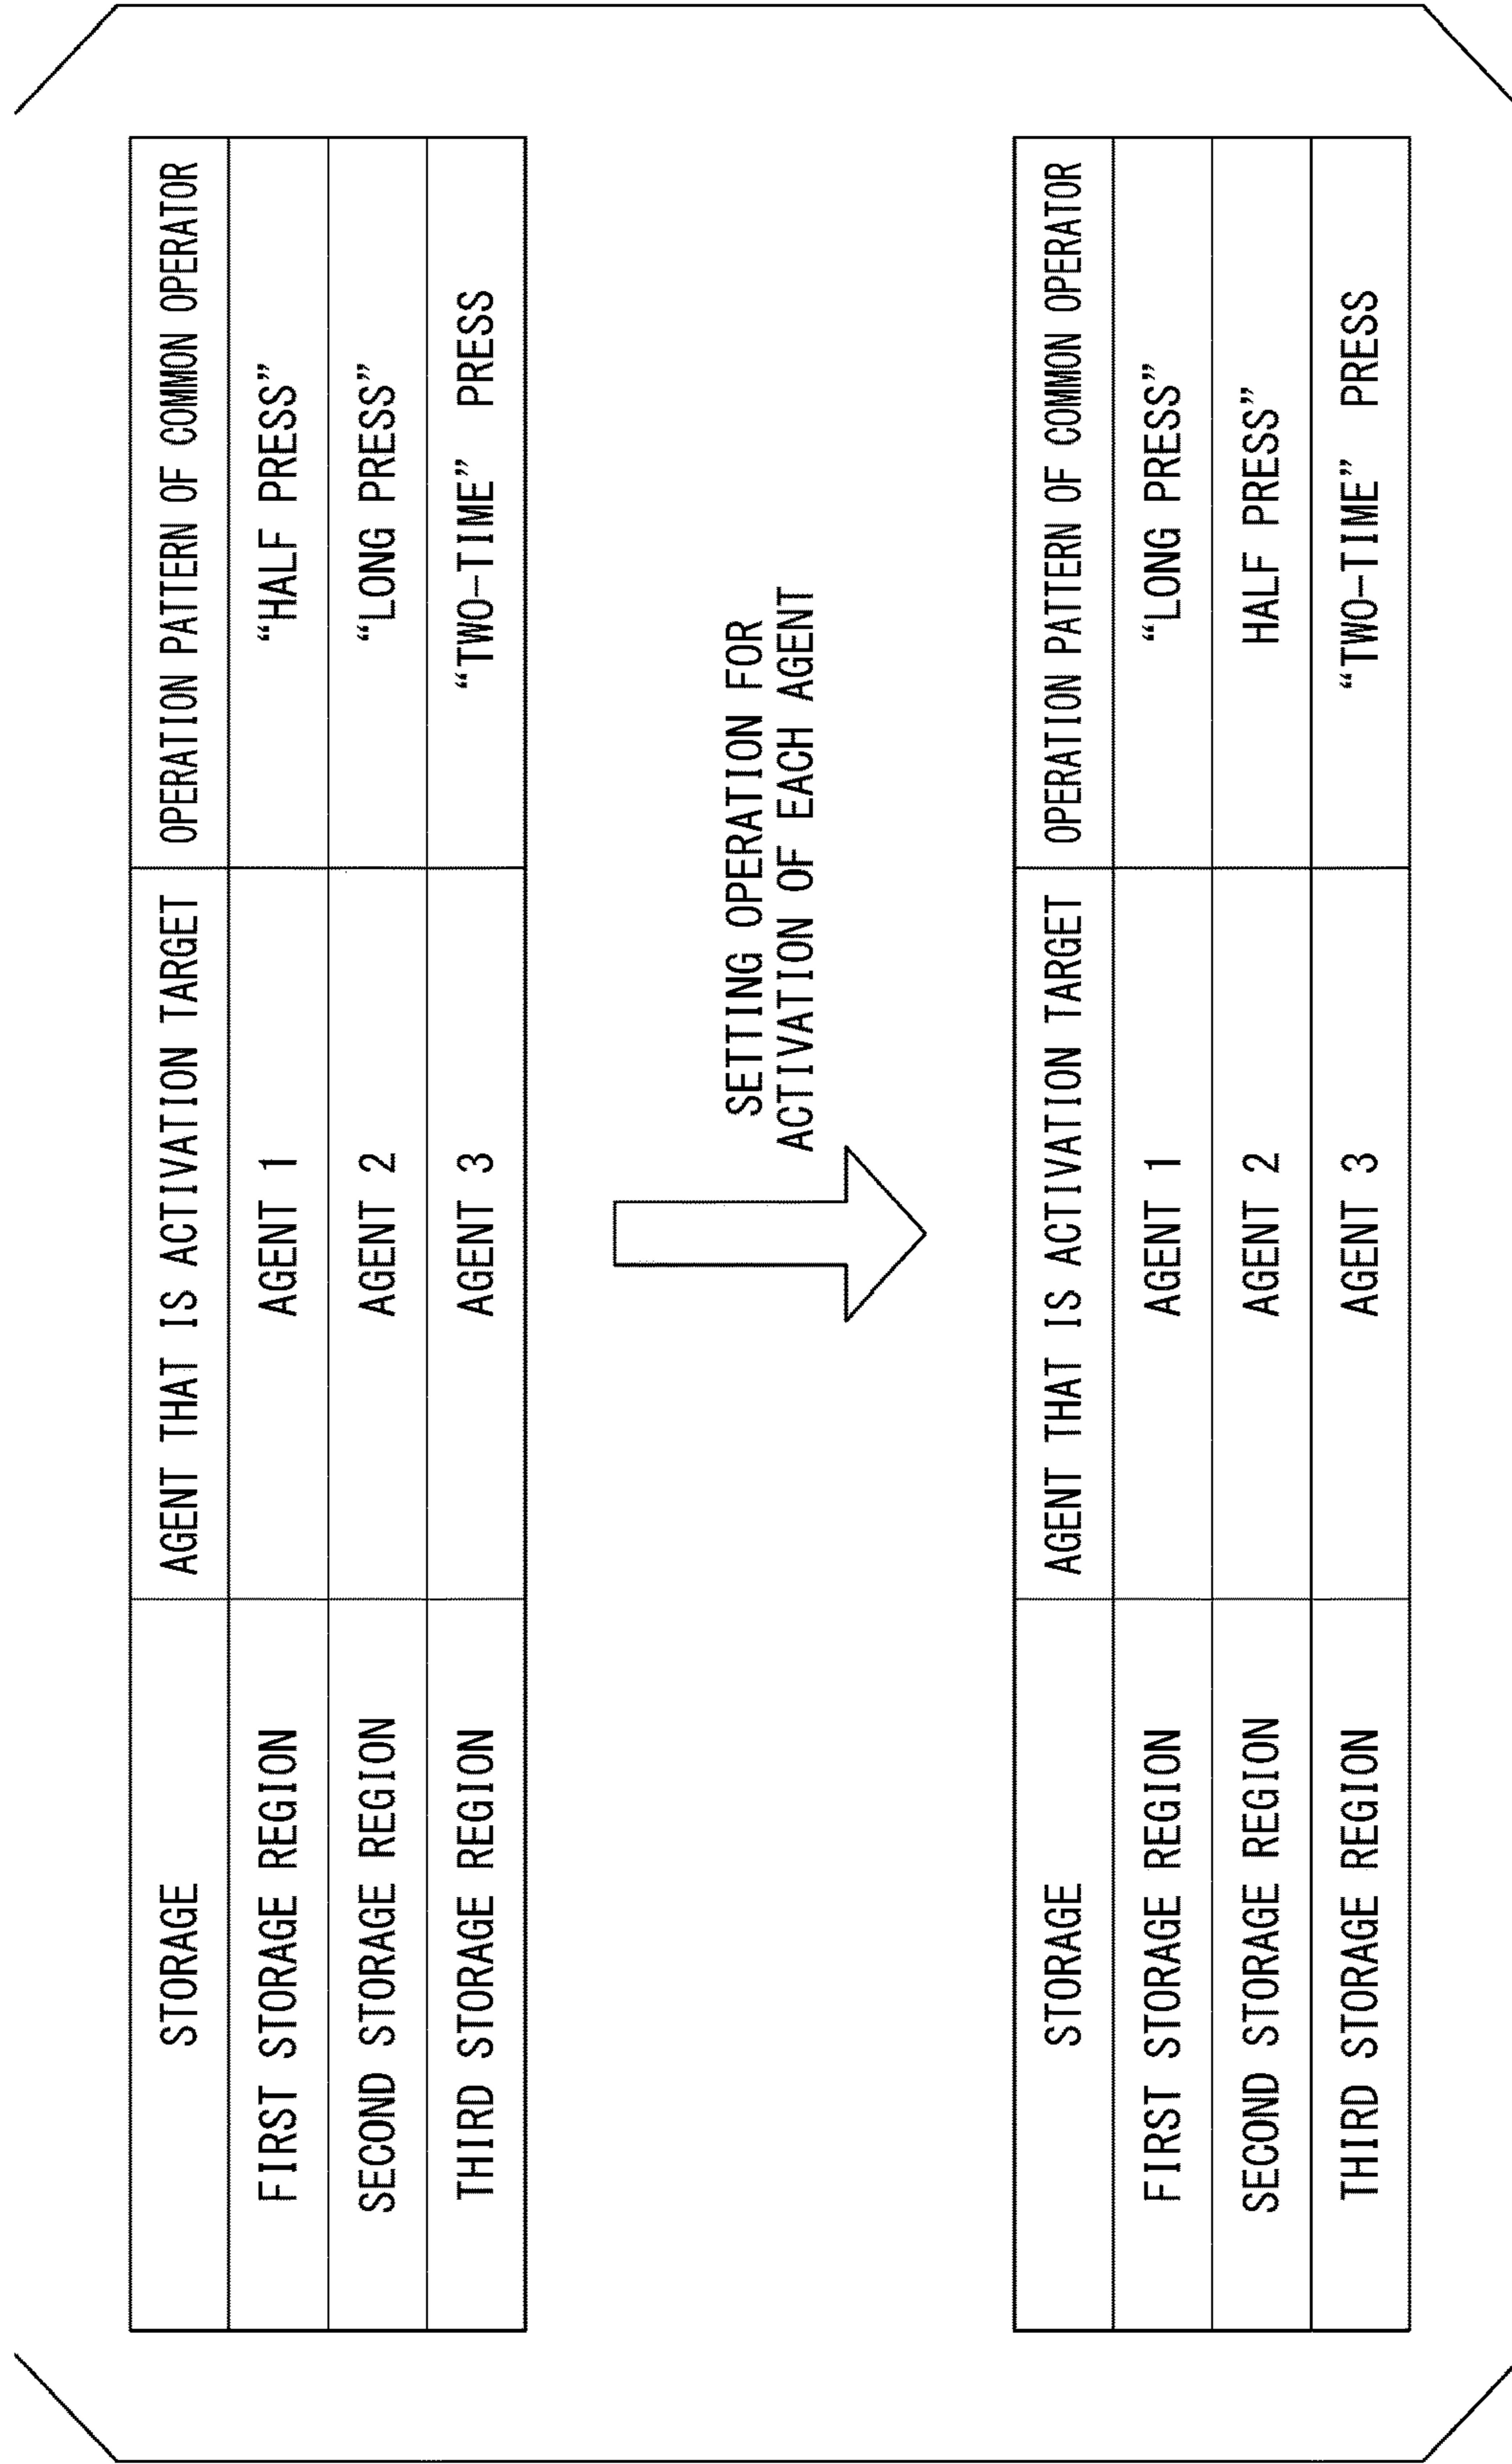 STORAGE AGENT THAT IS ACTIVATION TARGET OPERATION PATTERN OF COMMON OPERATOR
FIRST STORAGE REGION AGENT 1 “HALF PRESS”
SECOND STORAGE REGION AGENT 2 “LONG PRESS”
THIRD STORAGE REGION AGENT 3 “TWO-TIME” PRESS
SETTING OPERATION FOR
ACTIVATION OF EACH AGENT
STORAGE AGENT THAT IS ACTIVATION TARGET OPERATION PATTERN OF COMMON OPERATOR
FIRST STORAGE REGION AGENT 1 “LONG PRESS”
SECOND STORAGE REGION AGENT 2 HALF PRESS”
THIRD STORAGE REGION AGENT 3 “TWO-TIME” PRESS